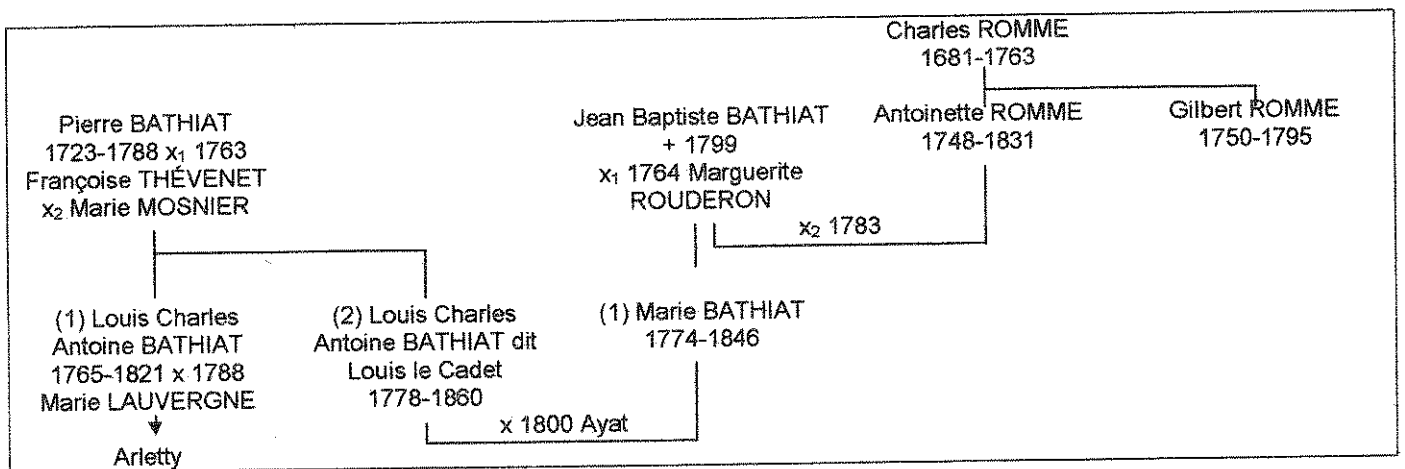 Charles ROMME
1681-1763
Pierre BATHIAT
1723-1788 x₁ 1763
Françoise THÉVENET
x₂ Marie MOSNIER
Jean Baptiste BATHIAT
+ 1799
x₁ 1764 Marguerite
ROUDERON
Antoinette ROMME
1748-1831
Gilbert ROMME
1750-1795
x₂ 1783
(1) Louis Charles
Antoine BATHIAT
1765-1821 x 1788
Marie LAUVERGNE
Arletty
(2) Louis Charles
Antoine BATHIAT dit
Louis le Cadet
1778-1860
(1) Marie BATHIAT
1774-1846
x 1800 Ayat